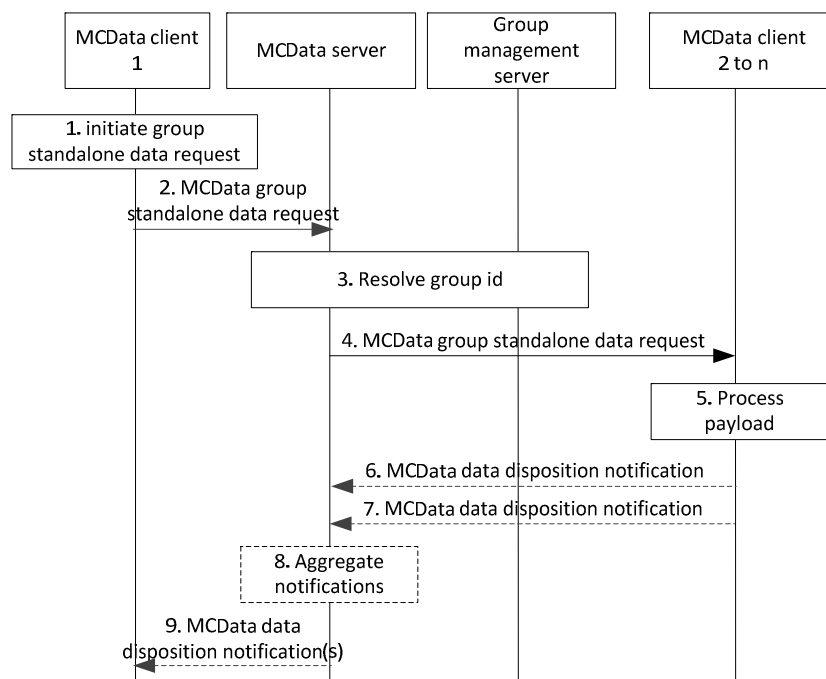 MCData client
1
MCData server
Group
management
server
MCData client
2 to n
1. initiate group
standalone data request
2. MCData group
standalone data request
3. Resolve group id
4. MCData group standalone data request
5. Process
payload
6. MCData data disposition notification
7. MCData data disposition notification
8. Aggregate
notifications
9. MCData data
disposition notification(s)